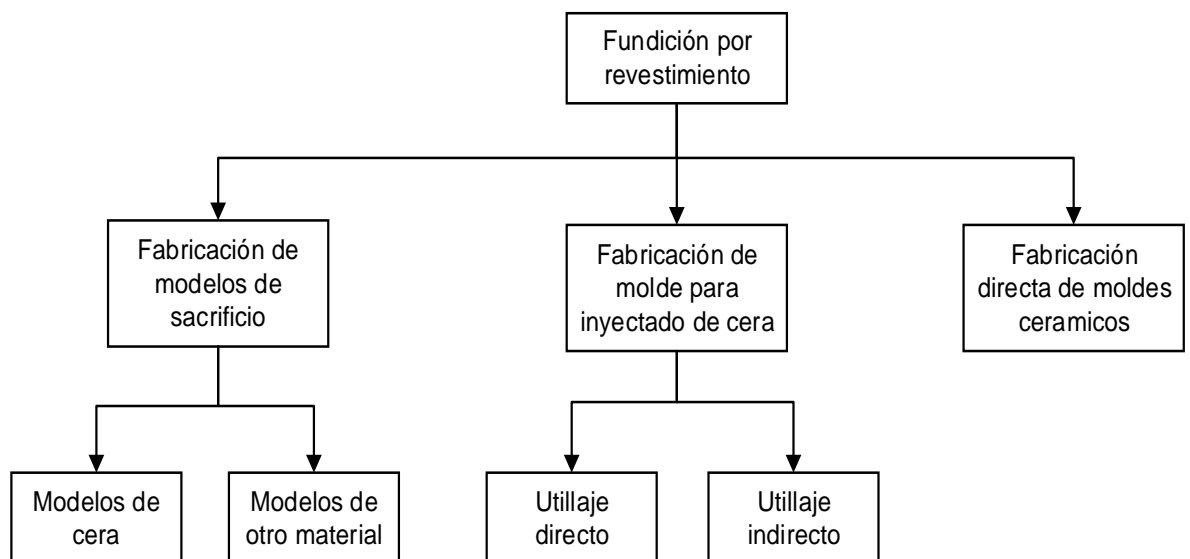 Fundición por
revestimiento
Fabricación de
modelos de
sacrificio
Fabricación de
molde para
inyectado de cera
Fabricación
directa de moldes
ceramicos
Modelos de
cera
Modelos de
otro material
Utillaje
directo
Utillaje
indirecto